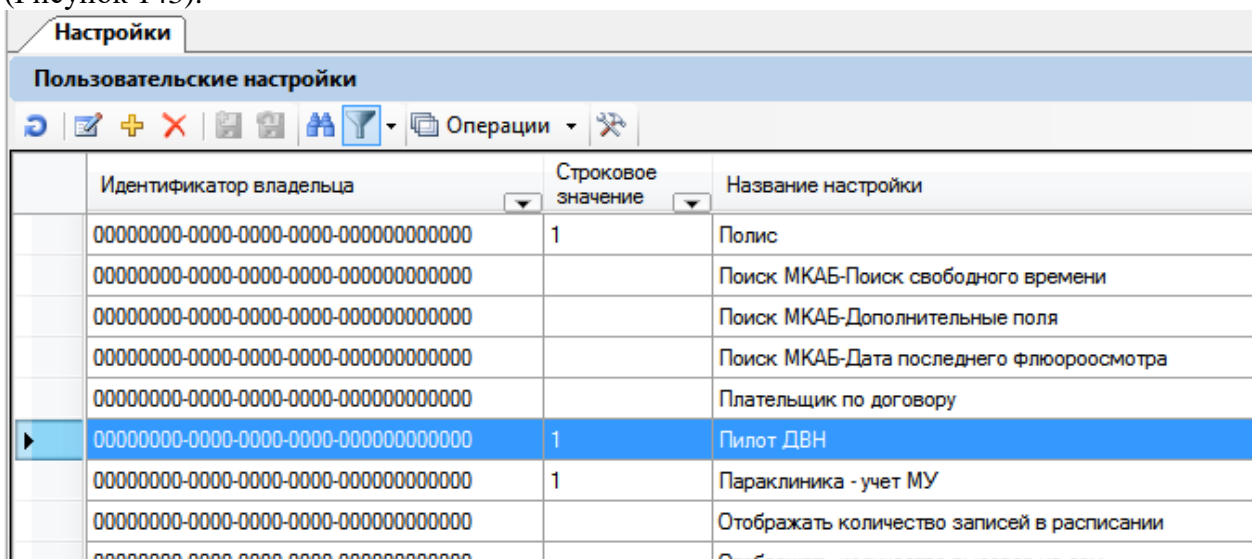 (Рисунок 143).
Настройки
Пользовательские настройки
Операции
Идентификатор владельца
Строковое
значение
Название настройки
00000000-0000-0000-0000-000000000000 1 Полис
00000000-0000-0000-0000-000000000000 Поиск МКАБ-Поиск свободного времени
00000000-0000-0000-0000-000000000000 Поиск МКАБ-Дополнительные поля
00000000-0000-0000-0000-000000000000 Поиск МКАБ-Дата последнего флюороосмотра
00000000-0000-0000-0000-000000000000 Плательщик по договору
00000000-0000-0000-0000-000000000000 1 Пилот ДВН
00000000-0000-0000-0000-000000000000 1 Параклиника - учет МУ
00000000-0000-0000-0000-000000000000 Отображать количество записей в расписании